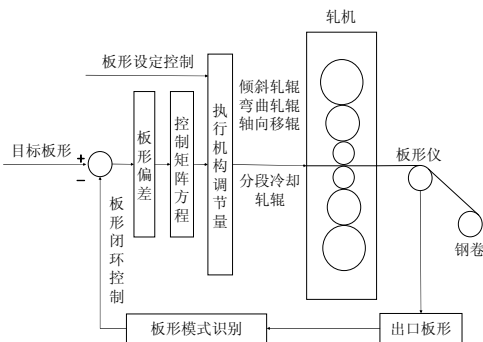 轧机
板形设定控制
倾斜轧辊
弯曲轧辊
轴向移辊
执行机构调节量
控制矩阵方程
板形偏差
目标板形
+
−
板形仪
分段冷却
轧辊
板形闭环控制
钢卷
板形模式识别
出口板形